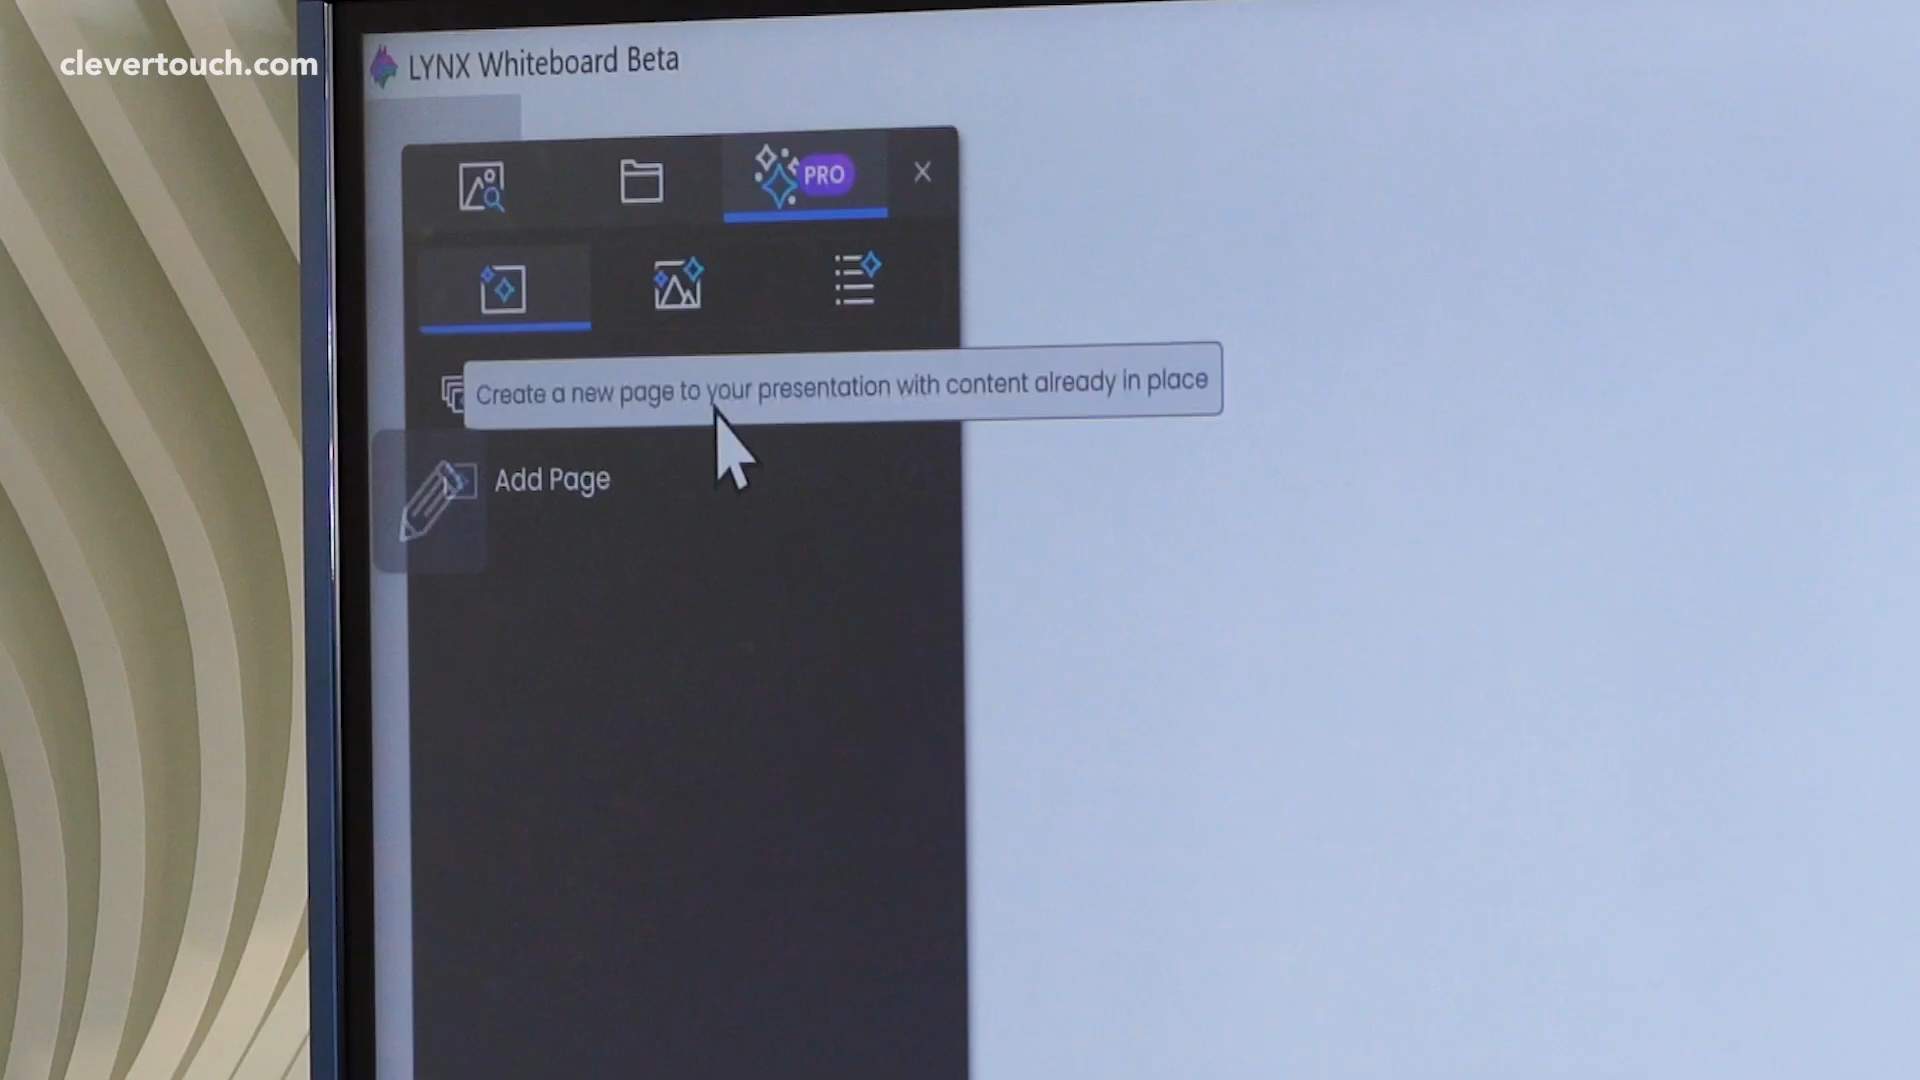 clevertouch.com
LYNX Whiteboard Beta
PRO
Create a new page to your presentation with content already in place
Add Page